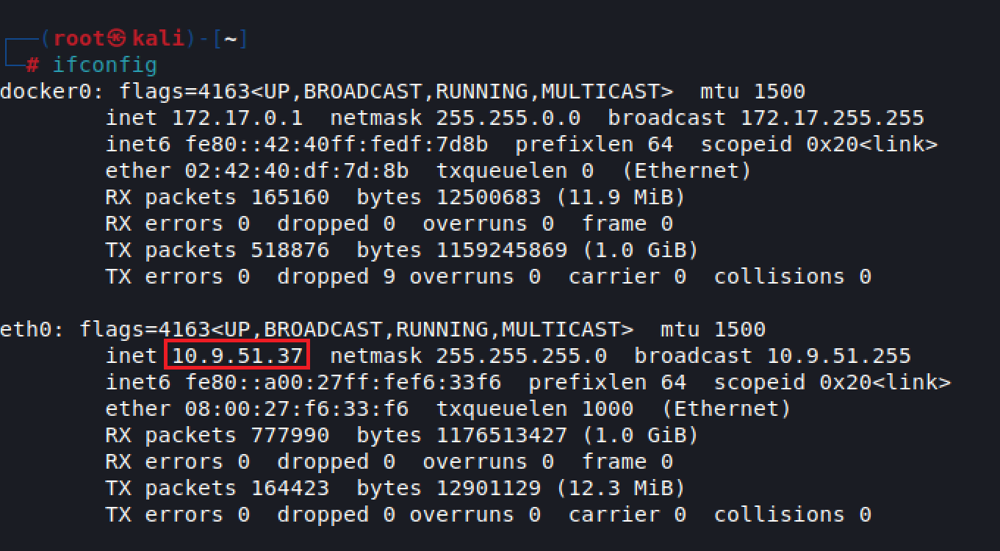 ┌──(root㉿kali)-[~]
└─# ifconfig
docker0: flags=4163<UP,BROADCAST,RUNNING,MULTICAST>  mtu 1500
        inet 172.17.0.1  netmask 255.255.0.0  broadcast 172.17.255.255
        inet6 fe80::42:40ff:fedf:7d8b  prefixlen 64  scopeid 0x20<link>
        ether 02:42:40:df:7d:8b  txqueuelen 0  (Ethernet)
        RX packets 165160  bytes 12500683 (11.9 MiB)
        RX errors 0  dropped 0  overruns 0  frame 0
        TX packets 518876  bytes 1159245869 (1.0 GiB)
        TX errors 0  dropped 9 overruns 0  carrier 0  collisions 0

eth0: flags=4163<UP,BROADCAST,RUNNING,MULTICAST>  mtu 1500
        inet 10.9.51.37  netmask 255.255.255.0  broadcast 10.9.51.255
        inet6 fe80::a00:27ff:fef6:33f6  prefixlen 64  scopeid 0x20<link>
        ether 08:00:27:f6:33:f6  txqueuelen 1000  (Ethernet)
        RX packets 777990  bytes 1176513427 (1.0 GiB)
        RX errors 0  dropped 0  overruns 0  frame 0
        TX packets 164423  bytes 12901129 (12.3 MiB)
        TX errors 0  dropped 0 overruns 0  carrier 0  collisions 0